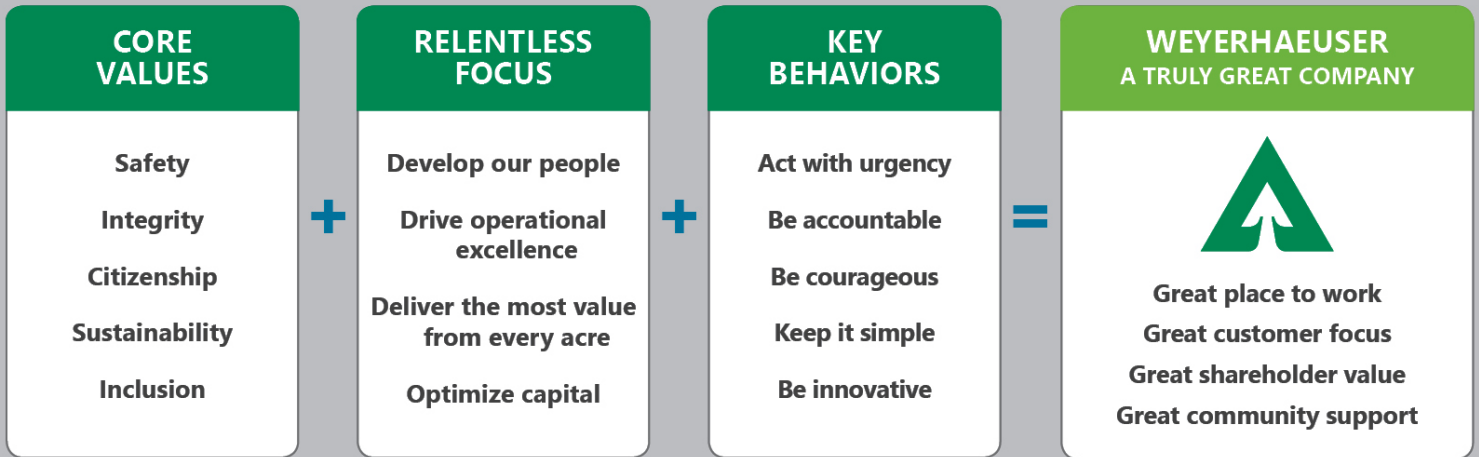 CORE
VALUES
Safety
Integrity
Citizenship
Sustainability
Inclusion
+
RELENTLESS
FOCUS
Develop our people
Drive operational
excellence
Deliver the most value
from every acre
Optimize capital
+
KEY
BEHAVIORS
Act with urgency
Be accountable
Be courageous
Keep it simple
Be innovative
=
WEYERHAEUSER
A TRULY GREAT COMPANY
Great place to work
Great customer focus
Great shareholder value
Great community support